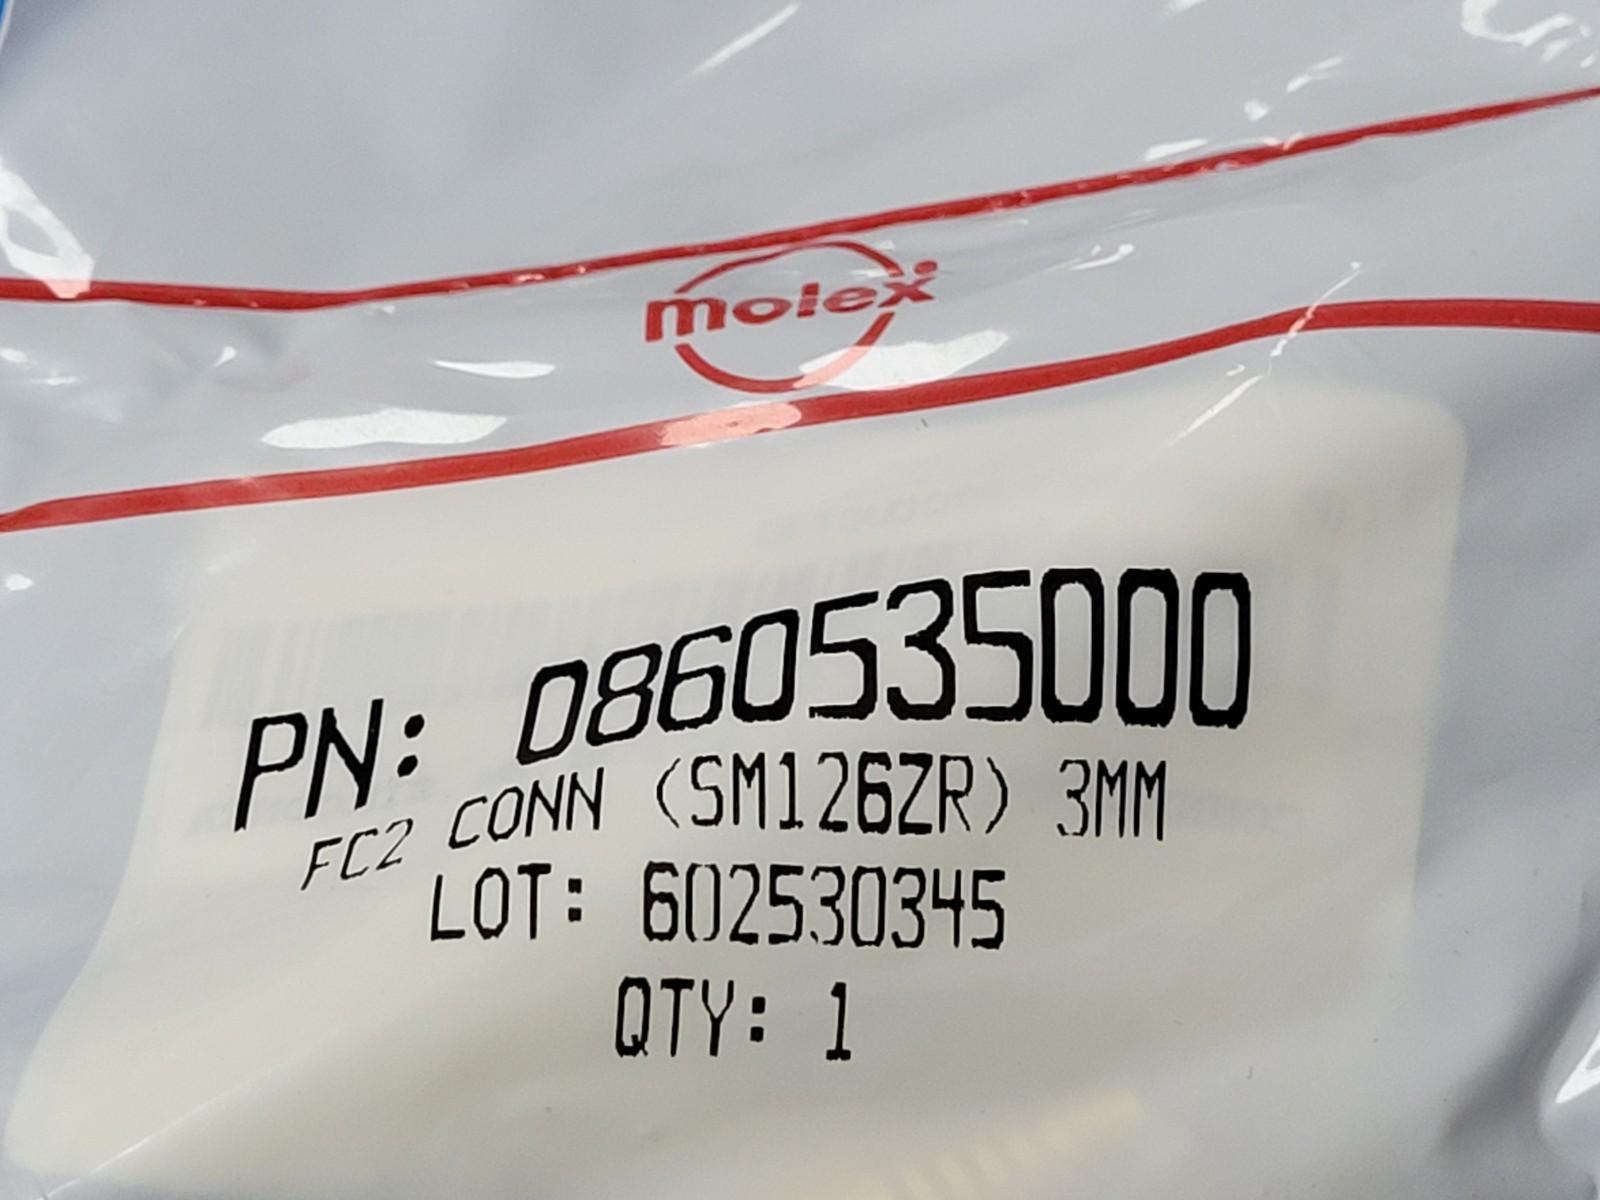 molex
PN: 0860535000
FC2 CONN (SM126ZR) 3MM
LOT: 602530345
QTY: 1